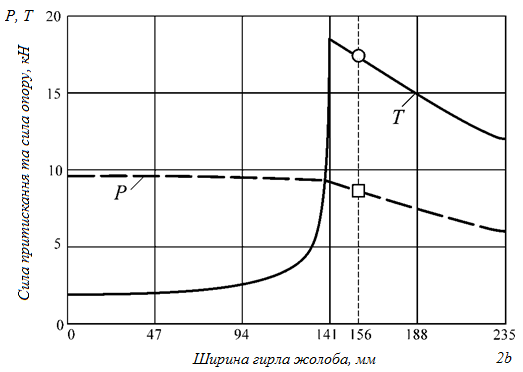 P, T
Сила притискання та сила опору, кН
20
15
10
5
0
P
T
0 47 94 141 156 188 235
Ширина гирла жолоба, мм
2b